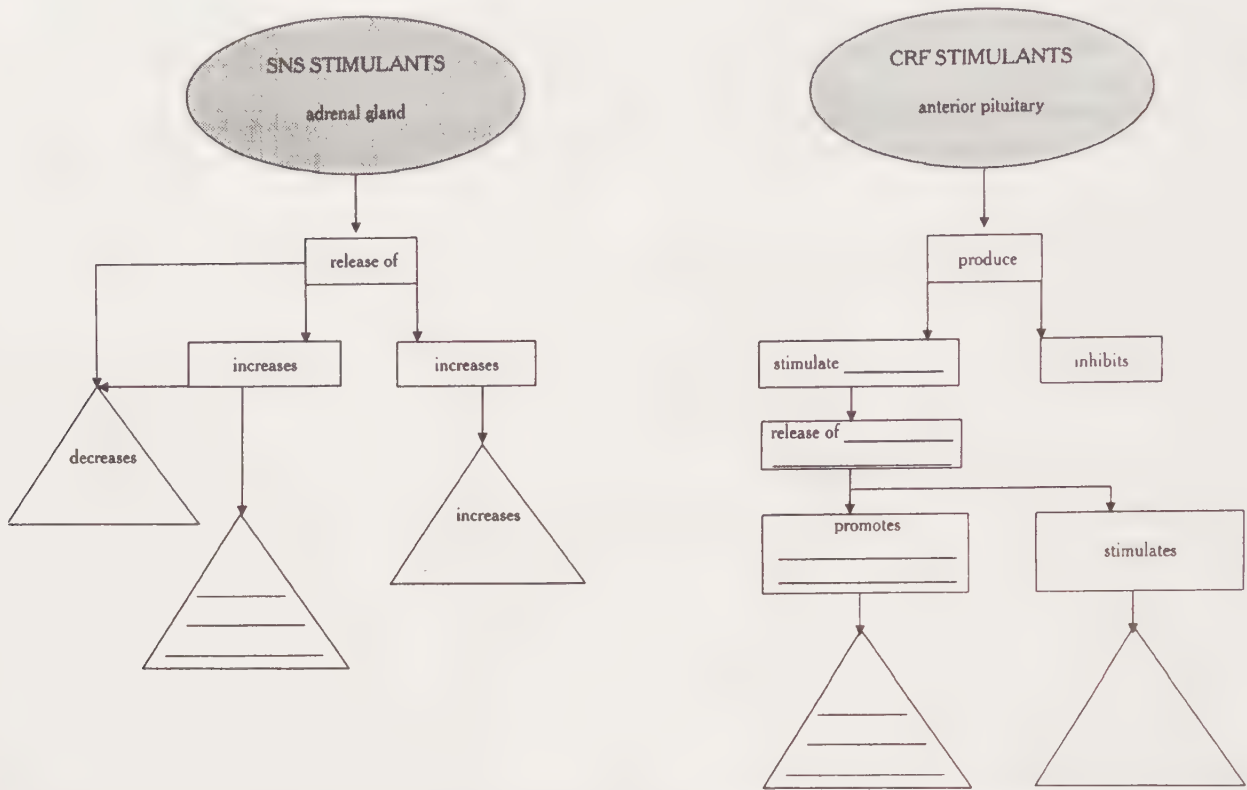 SNS STIMULANTS
adrenal gland
release of
increases
increases
decreases
increases
CRF STIMULANTS
anterior pituitary
produce
stimulate
inhibits
release of
promotes
stimulates